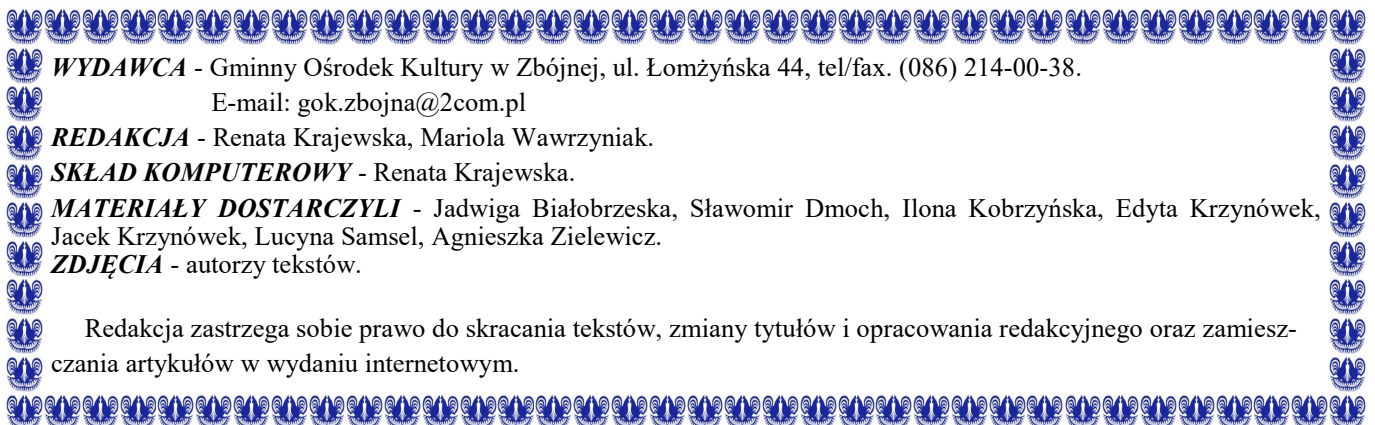 WYDAWCA - Gminny Ośrodek Kultury w Zbójnej, ul. Łomżyńska 44, tel/fax. (086) 214-00-38.
E-mail: gok.zbojna@2com.pl
REDAKCJA - Renata Krajewska, Mariola Wawrzyniak.
SKŁAD KOMPUTEROWY - Renata Krajewska.
MATERIAŁY DOSTARCZYLI - Jadwiga Białobrzeska, Sławomir Dmoch, Ilona Kobrzyńska, Edyta Krzynówek,
Jacek Krzynówek, Lucyna Samsel, Agnieszka Zielewicz.
ZDJĘCIA - autorzy tekstów.
Redakcja zastrzega sobie prawo do skracania tekstów, zmiany tytułów i opracowania redakcyjnego oraz zamiesz-
czania artykułów w wydaniu internetowym.